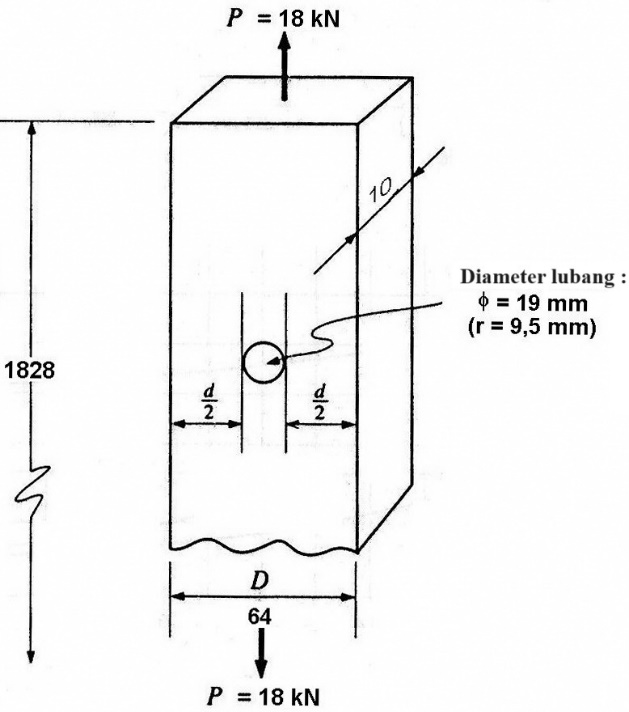 P = 18 kN
10
Diameter lubang :
ϕ = 19 mm
(r = 9,5 mm)
1828
d/2
d/2
D
64
P = 18 kN